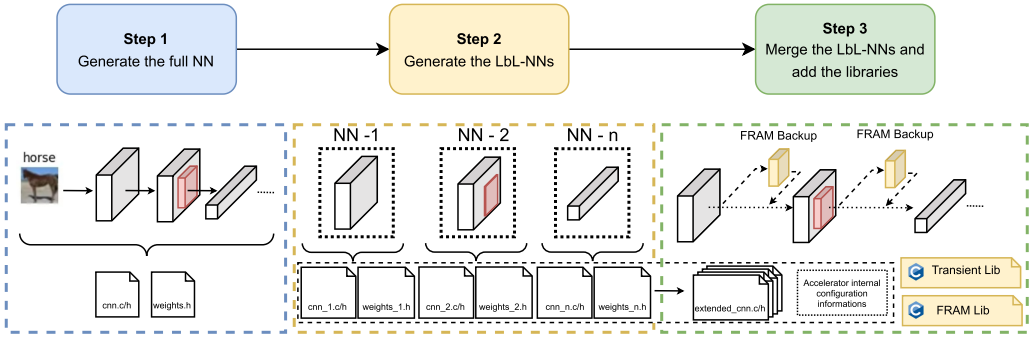 Step 1
Generate the full NN
Step 2
Generate the LbL-NNs
Step 3
Merge the LbL-NNs and
add the libraries
horse
......
cnn.c/h
weights.h
NN -1
NN - 2
NN - n
cnn_1.c/h
weights_1.h
cnn_2.c/h
weights_2.h
cnn_n.c/h
weights_n.h
FRAM Backup
FRAM Backup
......
extended_cnn.c/h
Accelerator internal
configuration
informations
C
Transient Lib
C
FRAM Lib